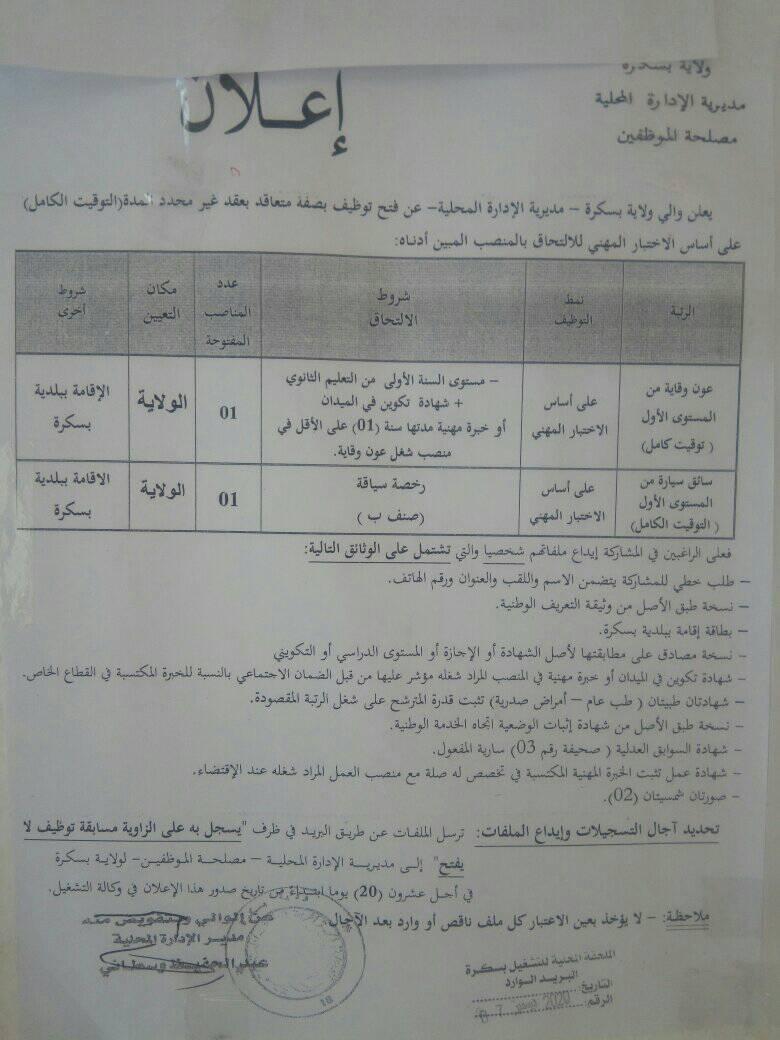 ولاية بسكرة
مديرية الإدارة المحلية
مصلحة الموظفين
إعلان
يعلن والي ولاية بسكرة – مديرية الإدارة المحلية– عن فتح توظيف بصفة متعاقد بعقد غير محدد المدة(التوقيت الكامل)
على أساس الاختبار المهني للالتحاق بالمنصب المبين أدناه:
الرتبة
نمط التوظيف
شروط الالتحاق
عدد المناصب المفتوحة
مكان التعيين
شروط أخرى
عون وقاية من
المستوى الأول
( توقيت كامل)
على أساس
الاختبار المهني
– مستوى السنة الأولى من التعليم الثانوي
+ شهادة تكوين في الميدان
أو خبرة مهنية مدتها سنة (01) على الأقل في
منصب شغل عون وقاية.
01
الولاية
الإقامة ببلدية
بسكرة
سائق سيارة من
المستوى الأول
( التوقيت الكامل)
على أساس
الاختبار المهني
رخصة سياقة
(صنف ب )
01
الولاية
الاقامة ببلدية
بسكرة
فعلى الراغبين في المشاركة إيداع ملفاتهم شخصيا والتي تشتمل على الوثائق التالية:
– طلب خطي للمشاركة يتضمن الاسم واللقب والعنوان ورقم الهاتف.
– نسخة طبق الأصل من وثيقة التعريف الوطنية.
– بطاقة إقامة ببلدية بسكرة.
– نسخة مصادق على مطابقتها لأصل الشهادة أو الإجازة أو المستوى الدراسي أو التكويني
– شهادة تكوين في الميدان أو خبرة مهنية في المنصب المراد شغله مؤشر عليها من قبل الضمان الاجتماعي بالنسبة للخبرة المكتسبة في القطاع الخاص.
– شهادتان طبيتان ( طب عام – أمراض صدرية) تثبت قدرة المترشح على شغل الرتبة المقصودة.
– نسخة طبق الأصل من شهادة إثبات الوضعية اتجاه الخدمة الوطنية.
– شهادة السوابق العدلية ( صحيفة رقم 03) سارية المفعول.
– شهادة عمل تثبت الخبرة المهنية المكتسبة في تخصص له صلة مع منصب العمل المراد شغله عند الإقتضاء.
– صورتان شمسيتان (02).
تحديد آجال التسجيلات وإيداع الملفات: ترسل الملفات عن طريق البريد في ظرف "يسجل به على الزاوية مسابقة توظيف لا
يفتح" إلى مديرية الإدارة المحلية – مصلحة الموظفين– لولاية بسكرة
في أجل عشرون (20) يوما ابتداء من تاريخ صدور هذا الإعلان في وكالة التشغيل.
ملاحظة: – لا يؤخذ بعين الاعتبار كل ملف ناقص أو وارد بعد الآجال.
عن الوالي وبتفويض منه
مدير الإدارة المحلية
الملحقة المحلية للتشغيل بسكرة
البريد الوارد
التاريخ:
07 ديسمبر 2020
الرقم: